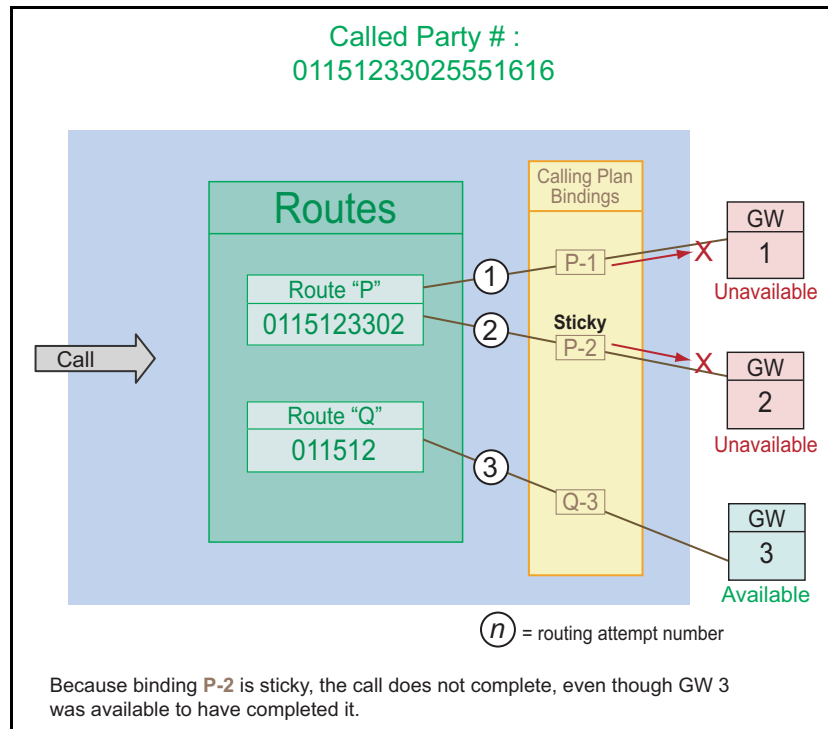 Called Party # :
01151233025551616
Calling Plan
Bindings
Routes
GW
1
Unavailable
1
P-1
X
Route “P”
0115123302
2
Sticky
P-2
X
GW
2
Unavailable
Call
Route “Q”
011512
3
Q-3
GW
3
Available
n = routing attempt number
Because binding P-2 is sticky, the call does not complete, even though GW 3
was available to have completed it.